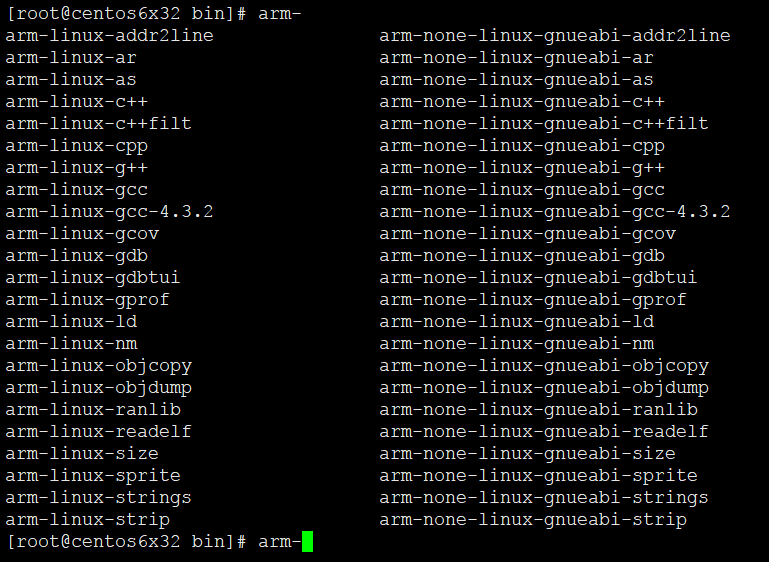 [root@centos6x32 bin]# arm-
arm-linux-addr2line arm-none-linux-gnueabi-addr2line
arm-linux-ar arm-none-linux-gnueabi-ar
arm-linux-as arm-none-linux-gnueabi-as
arm-linux-c++ arm-none-linux-gnueabi-c++
arm-linux-c++filt arm-none-linux-gnueabi-c++filt
arm-linux-cpp arm-none-linux-gnueabi-cpp
arm-linux-g++ arm-none-linux-gnueabi-g++
arm-linux-gcc arm-none-linux-gnueabi-gcc
arm-linux-gcc-4.3.2 arm-none-linux-gnueabi-gcc-4.3.2
arm-linux-gcov arm-none-linux-gnueabi-gcov
arm-linux-gdb arm-none-linux-gnueabi-gdb
arm-linux-gdbtui arm-none-linux-gnueabi-gdbtui
arm-linux-gprof arm-none-linux-gnueabi-gprof
arm-linux-ld arm-none-linux-gnueabi-ld
arm-linux-nm arm-none-linux-gnueabi-nm
arm-linux-objcopy arm-none-linux-gnueabi-objcopy
arm-linux-objdump arm-none-linux-gnueabi-objdump
arm-linux-ranlib arm-none-linux-gnueabi-ranlib
arm-linux-readelf arm-none-linux-gnueabi-readelf
arm-linux-size arm-none-linux-gnueabi-size
arm-linux-sprite arm-none-linux-gnueabi-sprite
arm-linux-strings arm-none-linux-gnueabi-strings
arm-linux-strip arm-none-linux-gnueabi-strip
[root@centos6x32 bin]# arm-